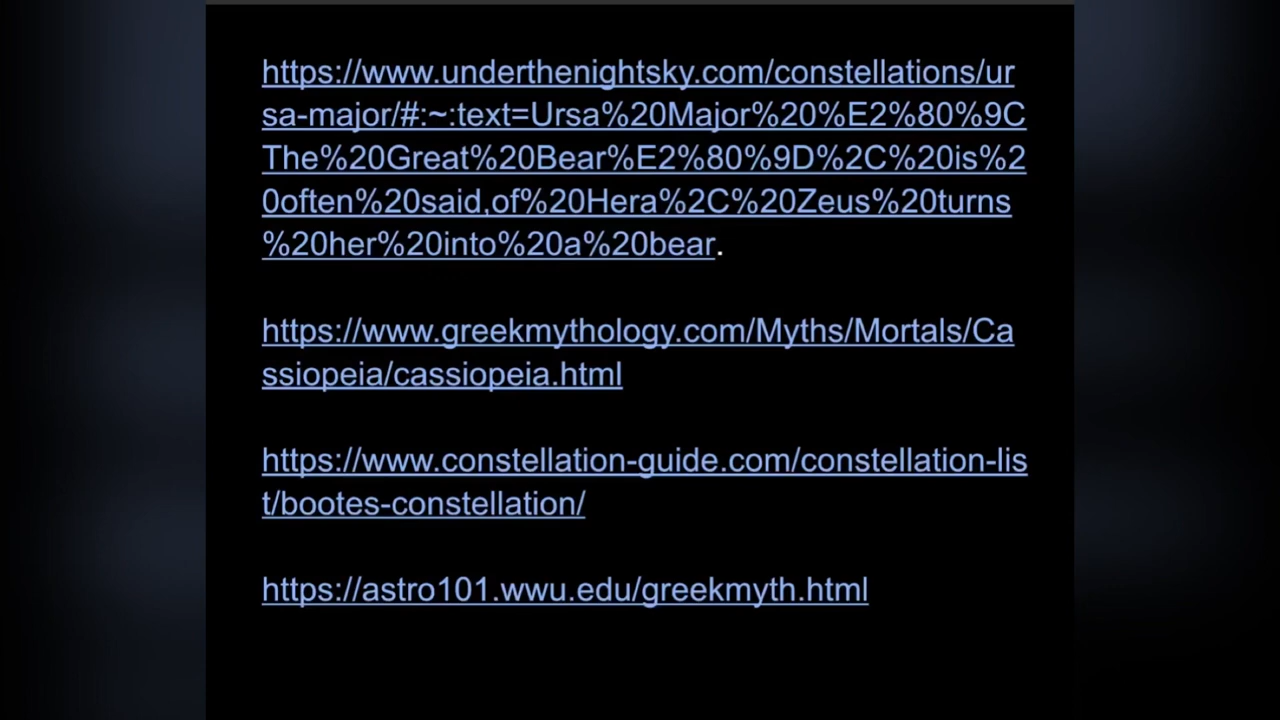 https://www.underthenightsky.com/constellations/ur
sa-major/#:~:text=Ursa%20Major%20%E2%80%9C
The%20Great%20Bear%E2%80%9D%2C%20is%2
0often%20said,of%20Hera%2C%20Zeus%20turns
%20her%20into%20a%20bear.
https://www.greekmythology.com/Myths/Mortals/Ca
ssiopeia/cassiopeia.html
https://www.constellation-guide.com/constellation-lis
t/bootes-constellation/
https://astro101.wwu.edu/greekmyth.html